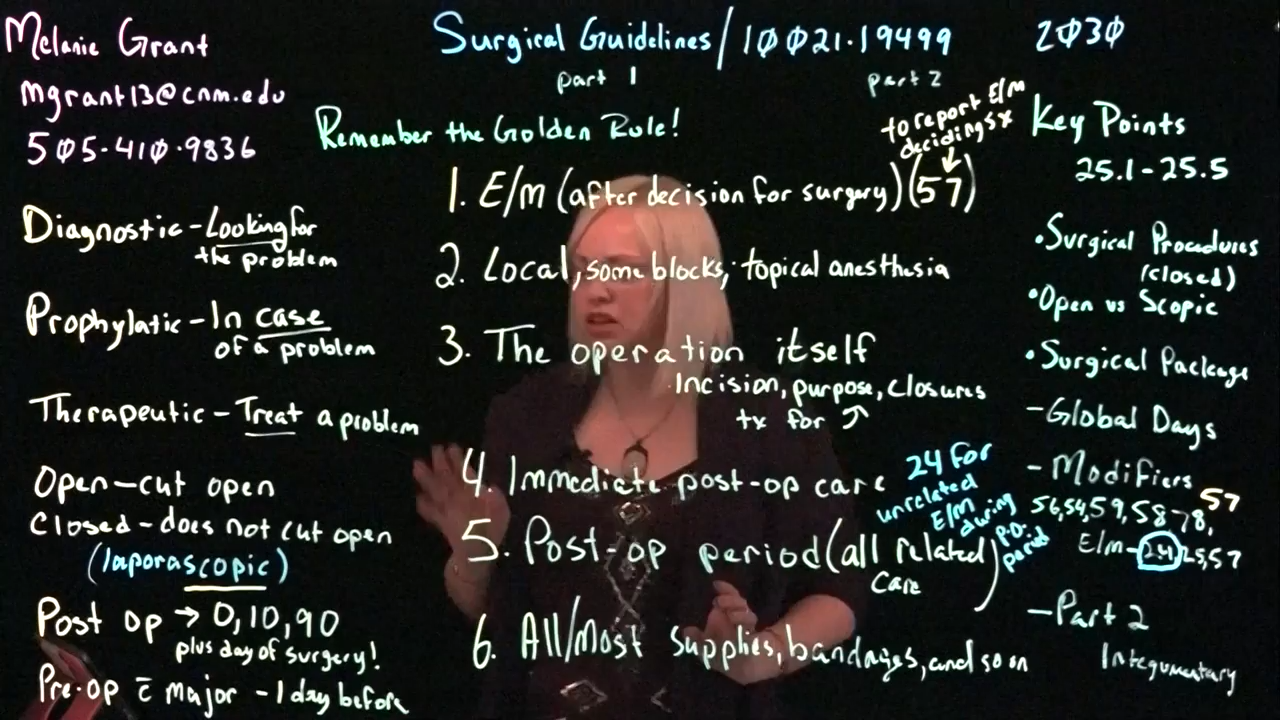 Melanie Grant
mgrant13@cnm.edu
505-410-9836
Diagnostic - Looking for
the problem
Prophylatic - In case
of a problem
Therapeutic - Treat a problem
Open - cut open
Closed - does not cut open
(laporascopic)
Post op → 0, 10, 90
plus day of surgery!
Pre-op c̄ major - 1 day before
Surgical Guidelines / 10021-19499
part 1
part 2
Remember the Golden Rule!
to report E/M
deciding sx
1. E/m (after decision for surgery) (57)
2. Local, some blocks, topical anesthesia
3. The operation itself
Incision, purpose, closures
tx for
4. Immediate post-op care
24 for
unrelated
E/M
during
P.O.
period
5. Post-op period (all related
care)
6. All/Most supplies, bandages, and so on
2030
Key Points
25.1 - 25.5
• Surgical Procedures
(closed)
• Open vs Scopic
• Surgical Package
- Global Days
- Modifiers
57
56, 54, 59, 58, 78,
E/m - 24 25, 57
- Part 2
Integumentary